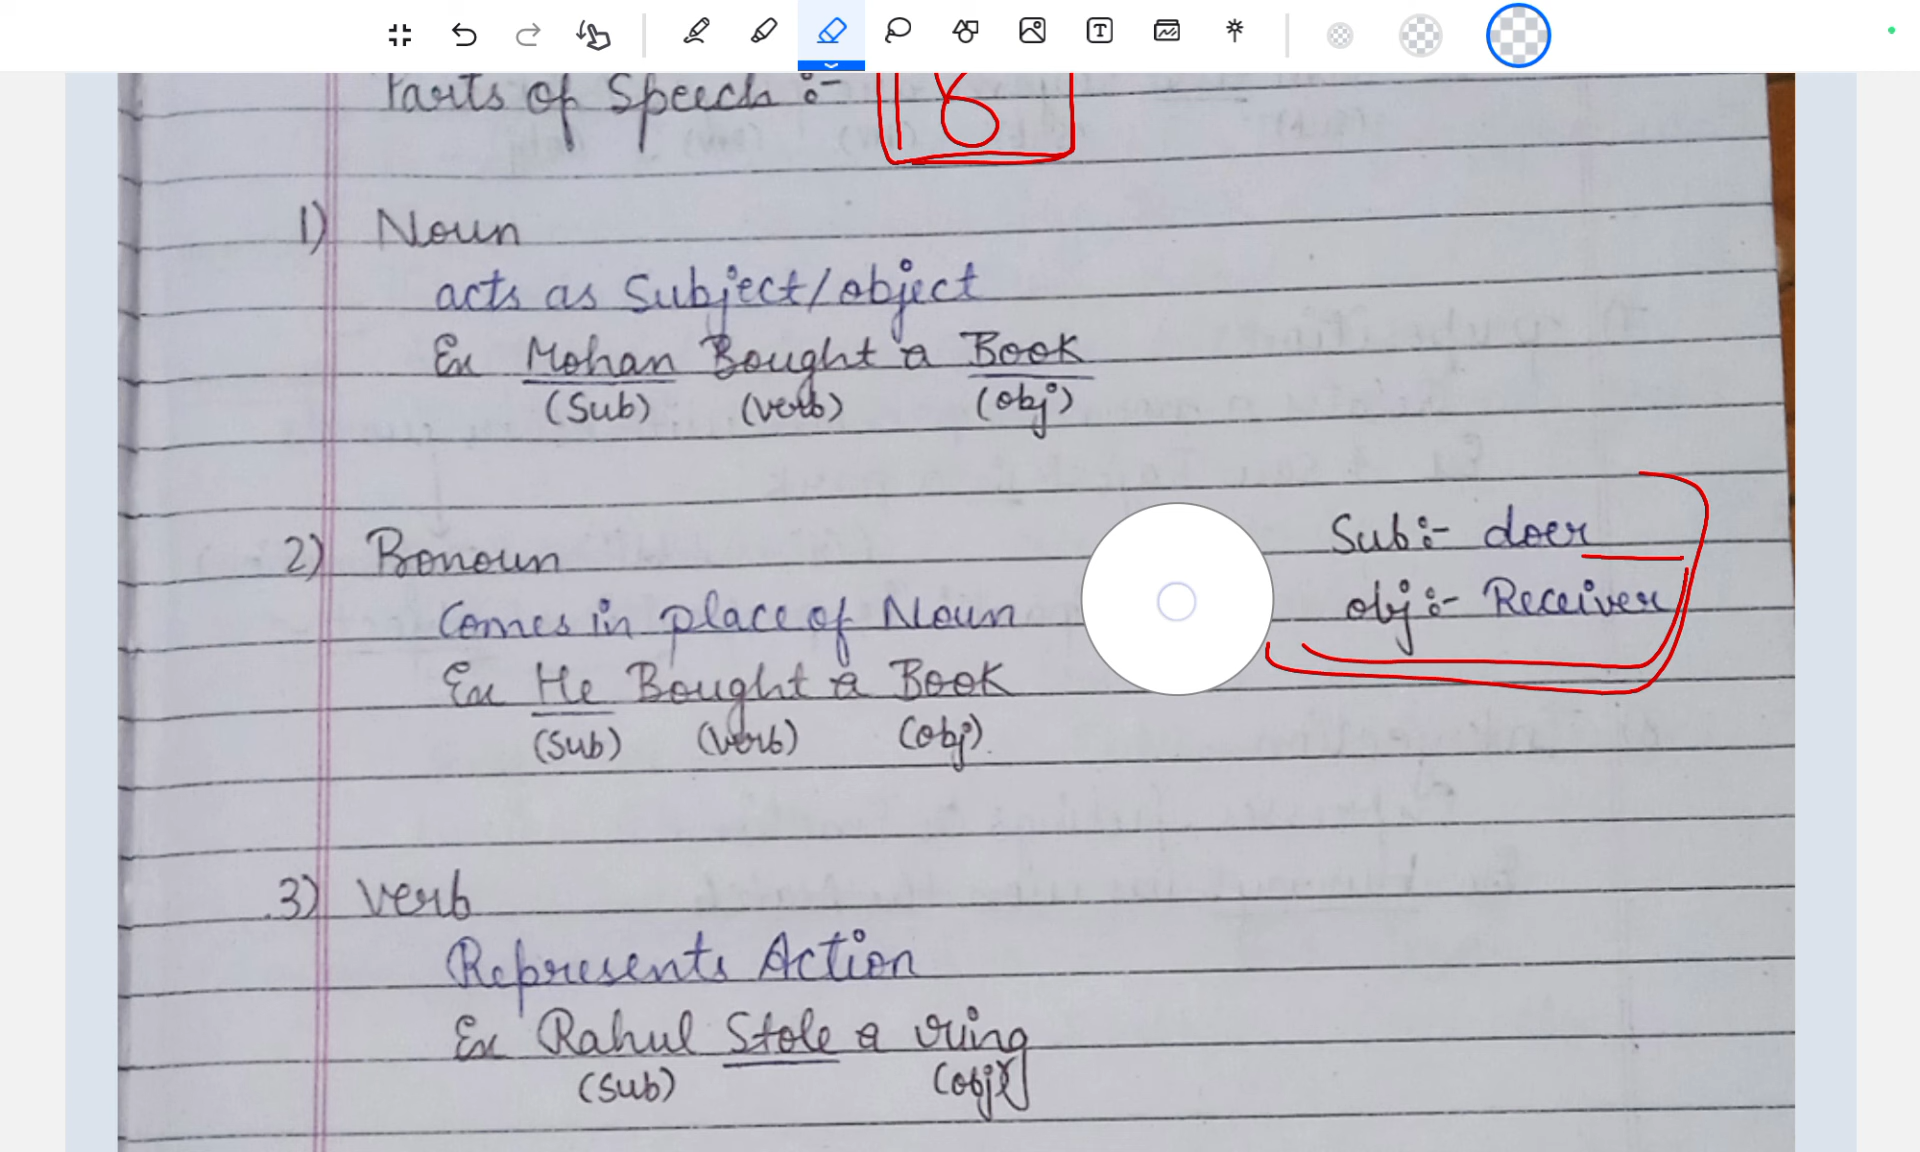 Parts of Speech :-
1) Noun
acts as Subject/object
Ex Mohan Bought a Book
(Sub) (verb) (obj)
2) Pronoun
Comes in place of Noun
Sub:- doer
obj:- Receiver
Ex He Bought a Book
(Sub) (verb) (obj)
3) Verb
Represents Action
Ex Rahul Stole a ring
(Sub) (obj)